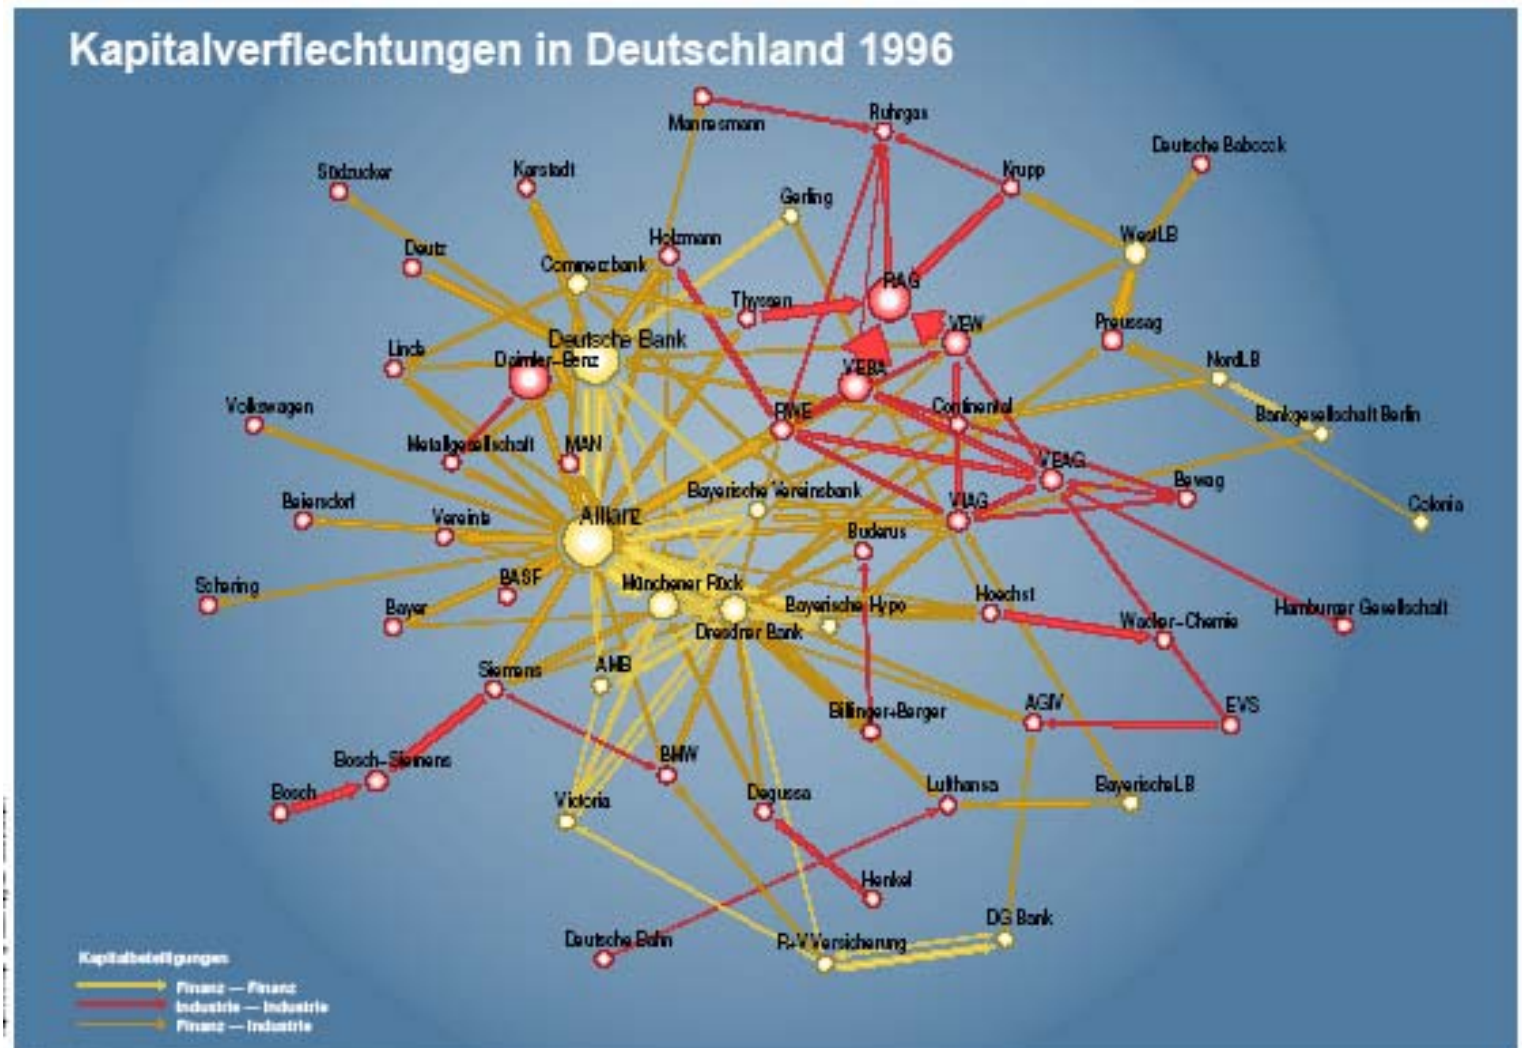 Kapitalverflechtungen in Deutschland 1996
Mannesmann
Ruhrgas
Deutsche Babcock
Südzucker
Karstadt
Krupp
Gerling
Holzmann
WestLB
Deutz
Commerzbank
RAG
Thyssen
VEW
Preussag
Deutsche Bank
Linde
Daimler-Benz
NordLB
VEBA
Volkswagen
RWE
Continental
Bankgesellschaft Berlin
Metallgesellschaft
MAN
VEAG
Bewag
Bayerische Vereinsbank
Beiersdorf
Vereinte
Allianz
VIAG
Colonia
Buderus
Schering
BASF
Münchener Rück
Bayer
Bayerische Hypo
Hoechst
Hamburger Gesellschaft
Dresdner Bank
Wacker-Chemie
Siemens
AMB
Billinger+Berger
AGIV
EVS
Bosch-Siemens
BMW
Bosch
Victoria
Degussa
Lufthansa
BayerischeLB
Henkel
DG Bank
Deutsche Bahn
R+V Versicherung
Kapitalbeteiligungen
Finanz — Finanz
Industrie — Industrie
Finanz — Industrie